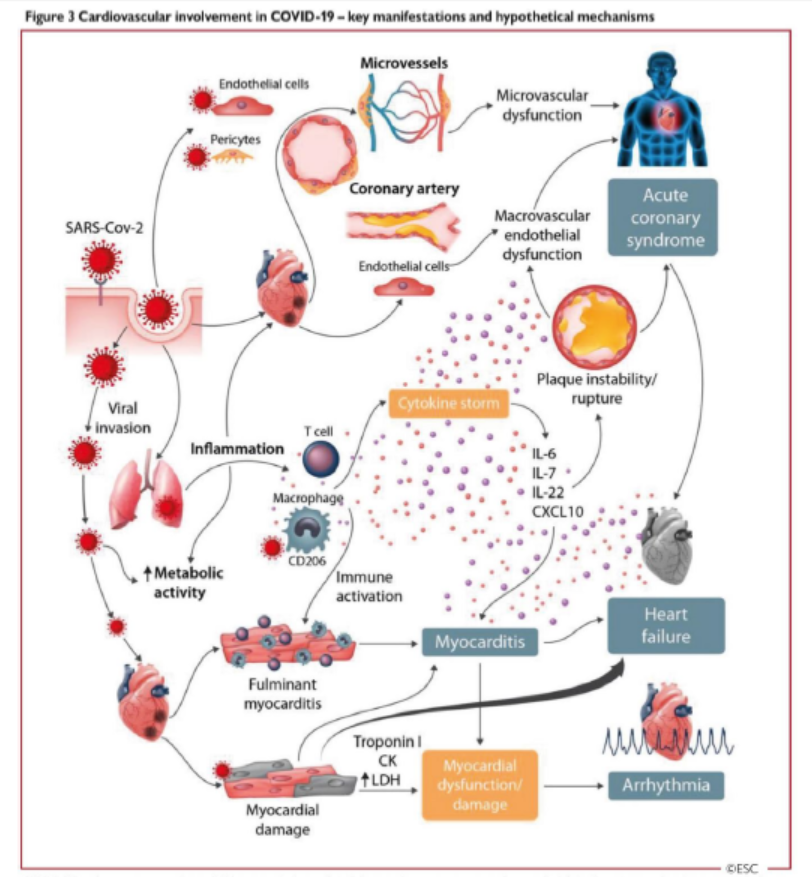 Figure 3 Cardiovascular involvement in COVID-19 – key manifestations and hypothetical mechanisms
Endothelial cells
Pericytes
Microvessels
Microvascular
dysfunction
SARS-Cov-2
Coronary artery
Endothelial cells
Macrovascular
endothelial
dysfunction
Acute
coronary
syndrome
Plaque instability/
rupture
Viral
invasion
Cytokine storm
Inflammation
T cell
Macrophage
CD206
IL-6
IL-7
IL-22
CXCL10
↑Metabolic
activity
Immune
activation
Fulminant
myocarditis
Myocarditis
Heart
failure
Troponin I
CK
↑LDH
Myocardial
damage
Myocardial
dysfunction/
damage
Arrhythmia
©ESC